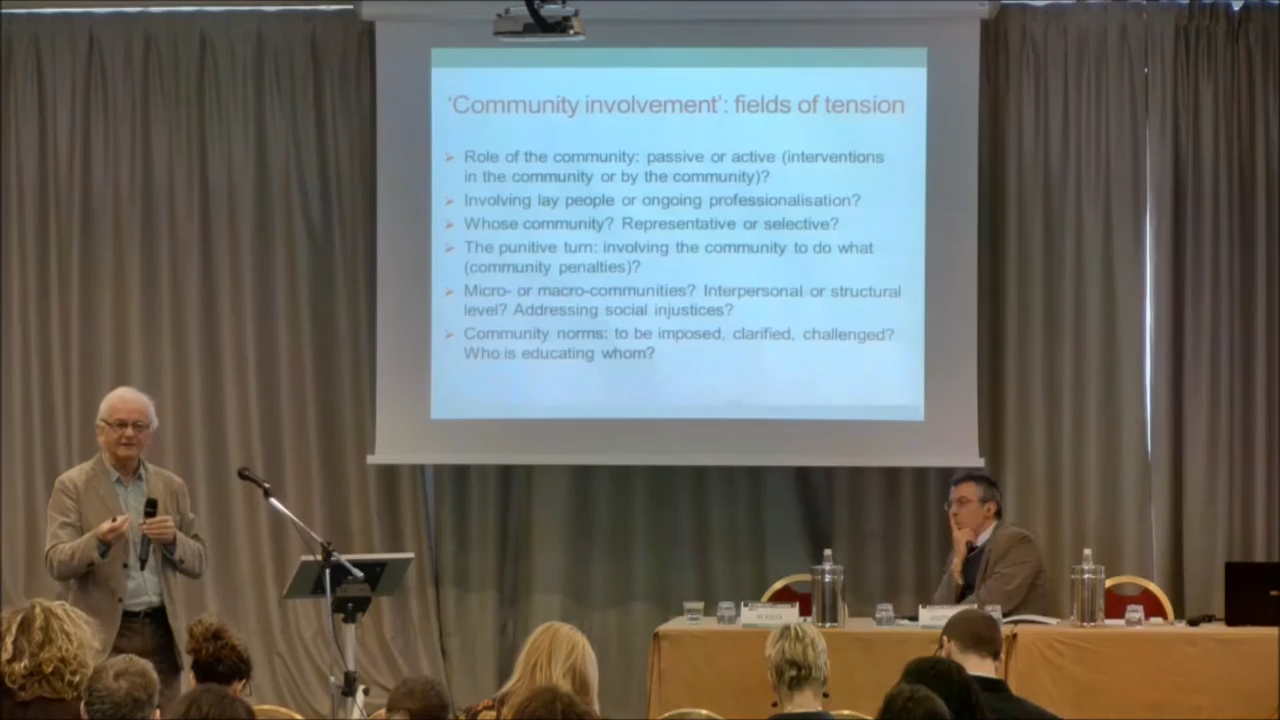 ‘Community involvement’: fields of tension
Role of the community: passive or active (interventions
in the community or by the community)?
Involving lay people or ongoing professionalisation?
Whose community? Representative or selective?
The punitive turn: involving the community to do what
(community penalties)?
Micro- or macro-communities? Interpersonal or structural
level? Addressing social injustices?
Community norms: to be imposed, clarified, challenged?
Who is educating whom?